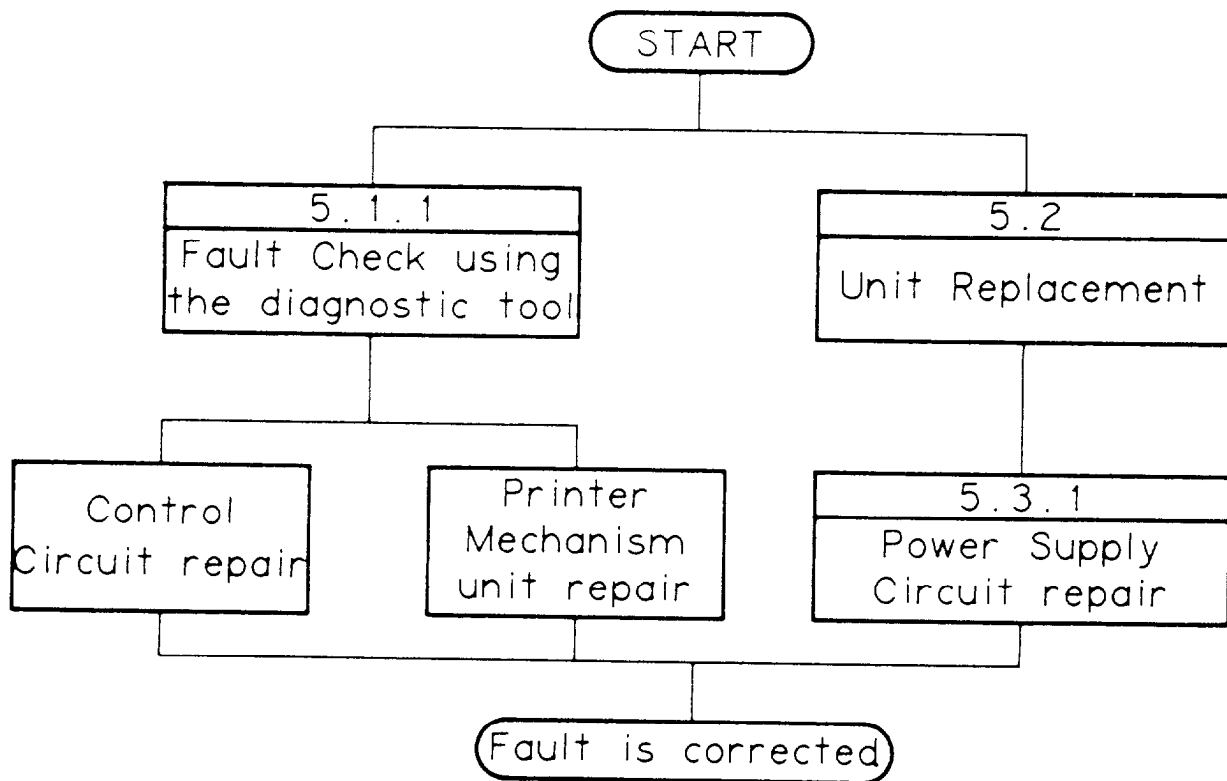 START
5.1.1
Fault Check using
the diagnostic tool
5.2
Unit Replacement
Control
Circuit repair
Printer
Mechanism
unit repair
5.3.1
Power Supply
Circuit repair
Fault is corrected